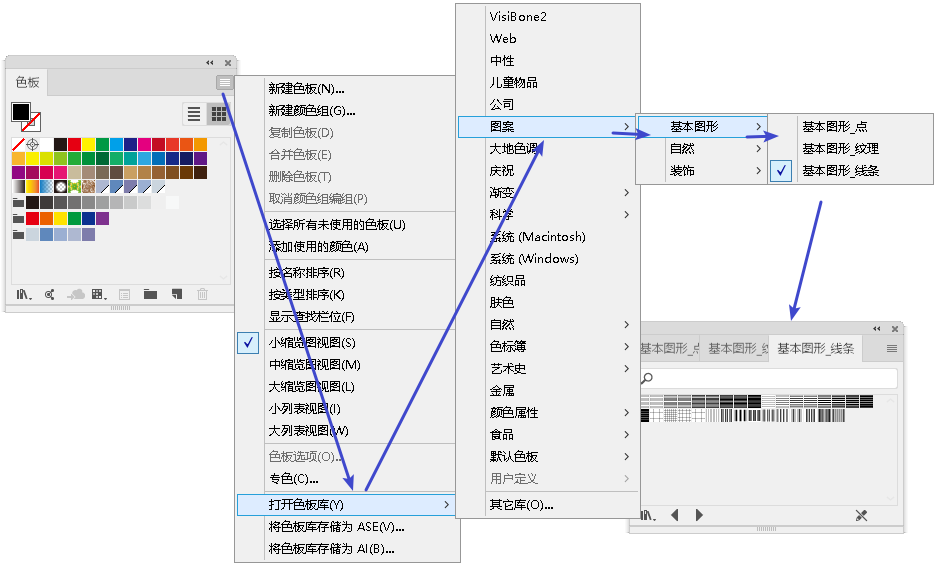 色板
新建色板(N)...
新建颜色组(G)...
复制色板(D)
合并色板(E)
删除色板(T)
取消颜色组编组(P)
选择所有未使用的色板(U)
添加使用的颜色(A)
按名称排序(R)
按类型排序(K)
显示查找栏位(F)
小缩览图视图(S)
中缩览图视图(M)
大缩览图视图(L)
小列表视图(I)
大列表视图(W)
色板选项(O)...
专色(C)...
打开色板库(Y)
将色板库存储为 ASE(V)...
将色板库存储为 AI(B)...
VisiBone2
Web
中性
儿童物品
公司
图案
大地色调
庆祝
渐变
科学
系统 (Macintosh)
系统 (Windows)
纺织品
肤色
自然
色标簿
艺术史
金属
颜色属性
食品
默认色板
用户定义
其它库(O)...
基本图形
自然
装饰
基本图形_点
基本图形_纹理
基本图形_线条
基本图形_点
基本图形_纹
基本图形_线条